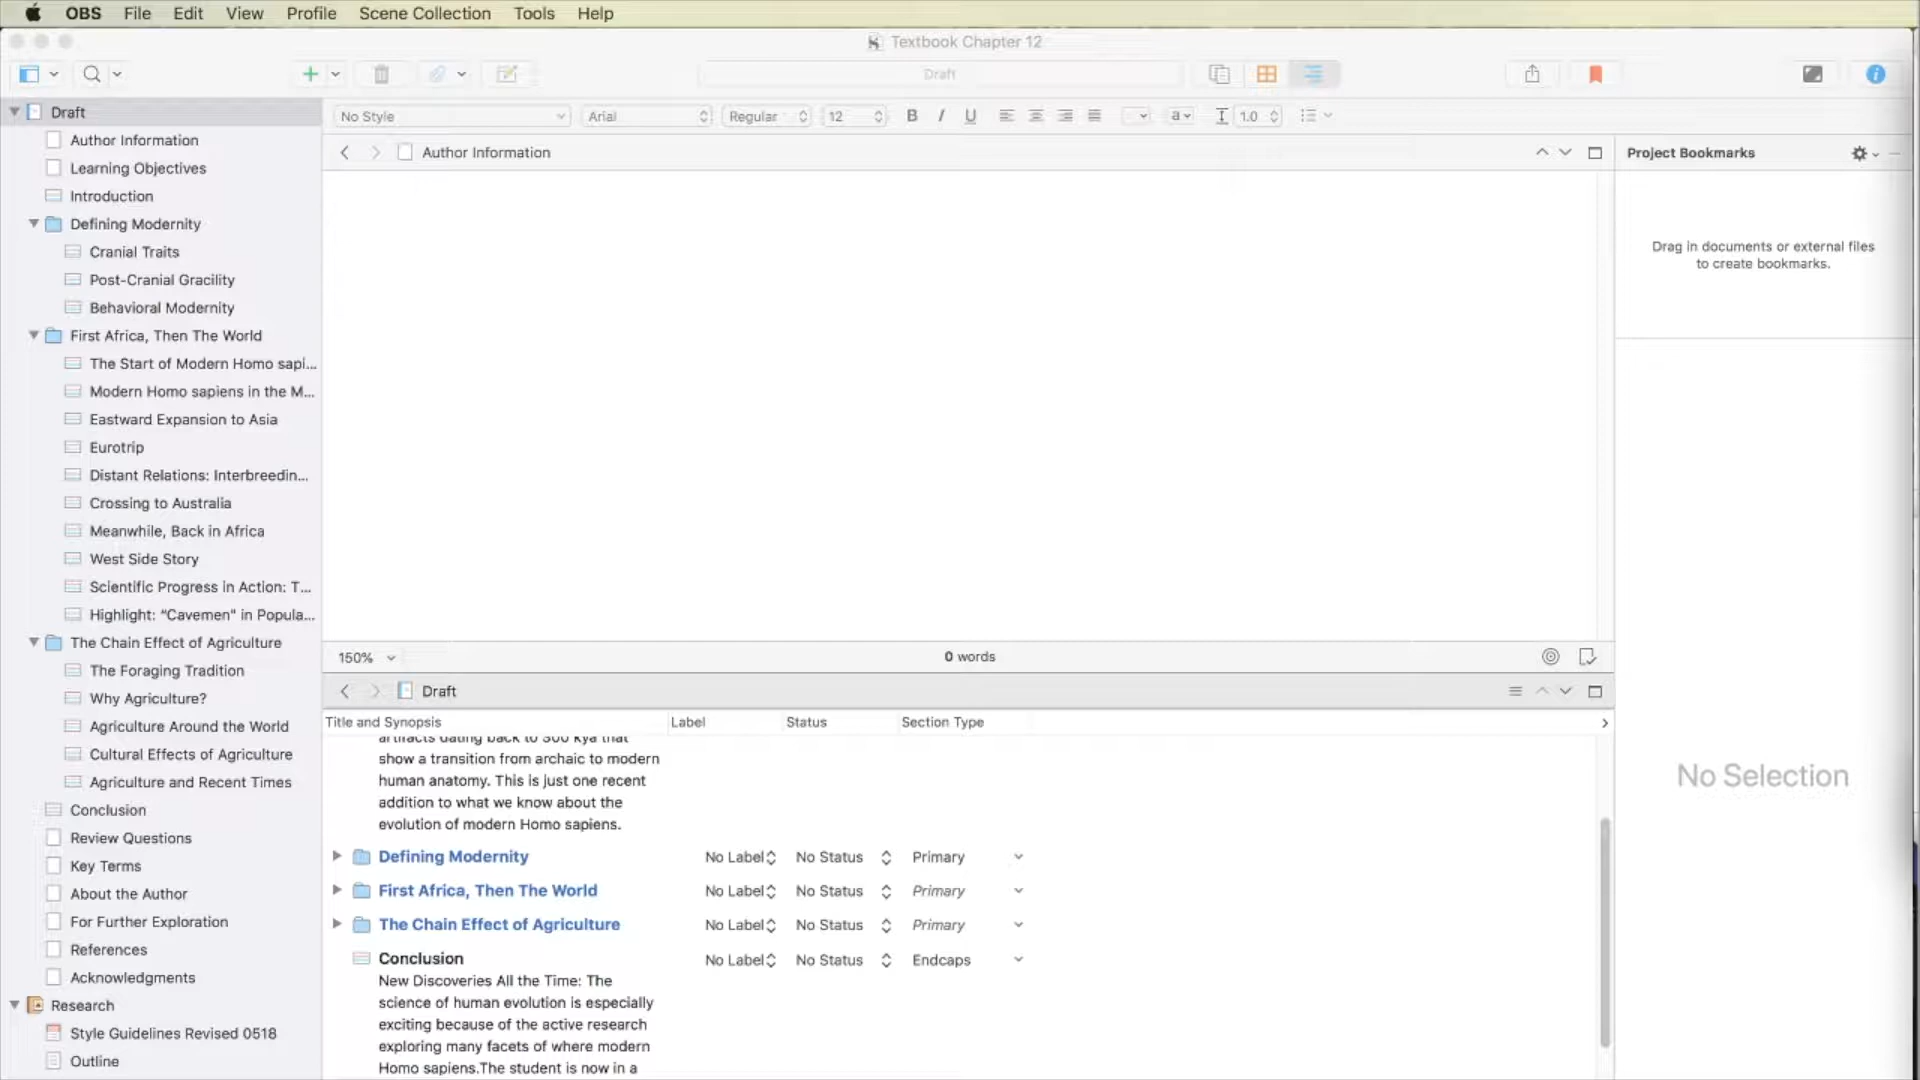 OBS File Edit View Profile Scene Collection Tools Help
Textbook Chapter 12
Draft
No Style Arial Regular 12 B I U a 1.0
Draft
Author Information
Learning Objectives
Introduction
Defining Modernity
Cranial Traits
Post-Cranial Gracility
Behavioral Modernity
First Africa, Then The World
The Start of Modern Homo sapi...
Modern Homo sapiens in the M...
Eastward Expansion to Asia
Eurotrip
Distant Relations: Interbreedin...
Crossing to Australia
Meanwhile, Back in Africa
West Side Story
Scientific Progress in Action: T...
Highlight: “Cavemen” in Popula...
The Chain Effect of Agriculture
The Foraging Tradition
Why Agriculture?
Agriculture Around the World
Cultural Effects of Agriculture
Agriculture and Recent Times
Conclusion
Review Questions
Key Terms
About the Author
For Further Exploration
References
Acknowledgments
Research
Style Guidelines Revised 0518
Outline
Author Information
150% 0 words
Draft
Title and Synopsis Label Status Section Type
artifacts dating back to 300 kya that
show a transition from archaic to modern
human anatomy. This is just one recent
addition to what we know about the
evolution of modern Homo sapiens.
Defining Modernity No Label No Status Primary
First Africa, Then The World No Label No Status Primary
The Chain Effect of Agriculture No Label No Status Primary
Conclusion No Label No Status Endcaps
New Discoveries All the Time: The
science of human evolution is especially
exciting because of the active research
exploring many facets of where modern
Homo sapiens.The student is now in a
Project Bookmarks
Drag in documents or external files
to create bookmarks.
No Selection